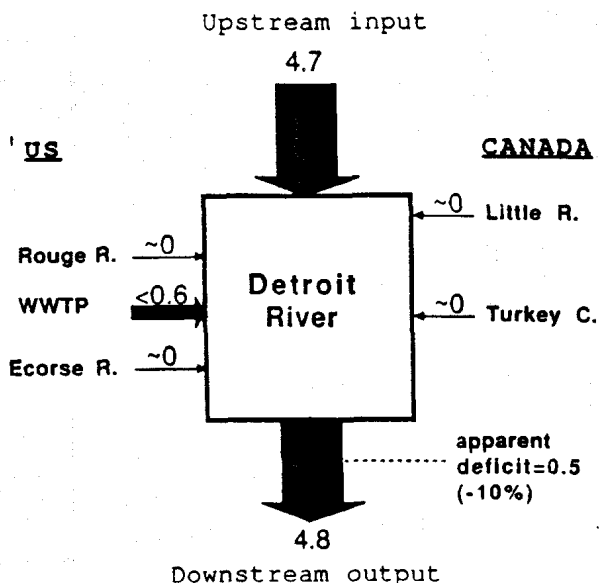 Upstream input
4.7
US
CANADA
~0 Little R.
Rouge R. ~0
Detroit
River
WWTP <0.6
~0 Turkey C.
Ecorse R. ~0
apparent
deficit=0.5
(-10%)
4.8
Downstream output